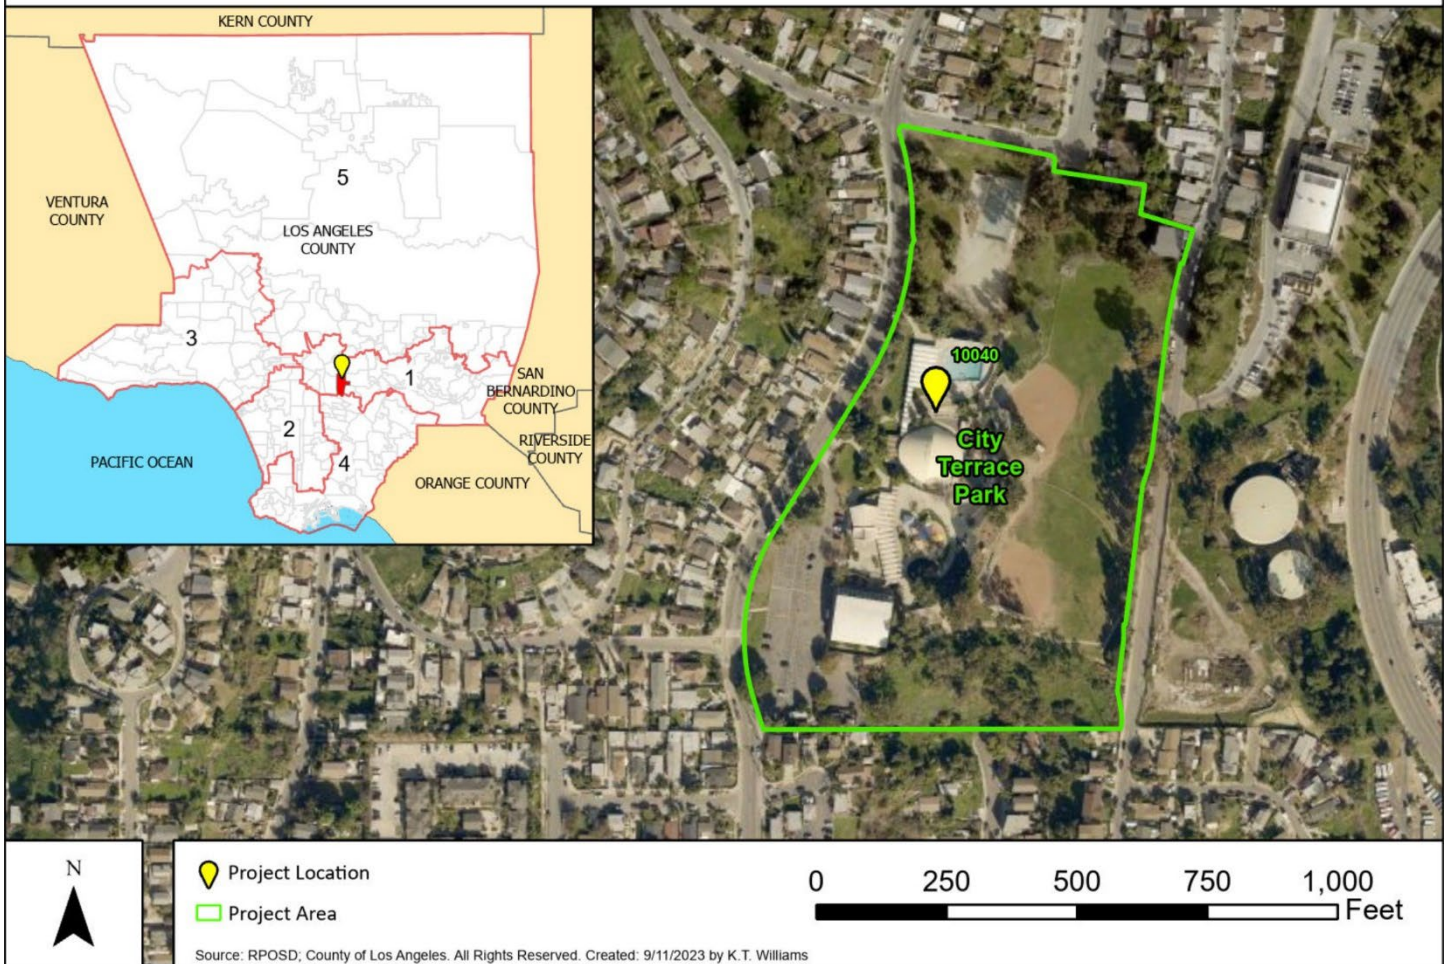 KERN COUNTY
5
VENTURA
COUNTY
LOS ANGELES
COUNTY
3
1
SAN
BERNARDINO
COUNTY
2
RIVERSIDE
COUNTY
4
PACIFIC OCEAN
ORANGE COUNTY
10040
City
Terrace
Park
N
Project Location
Project Area
0 250 500 750 1,000
Feet
Source: RPOSD; County of Los Angeles. All Rights Reserved. Created: 9/11/2023 by K.T. Williams